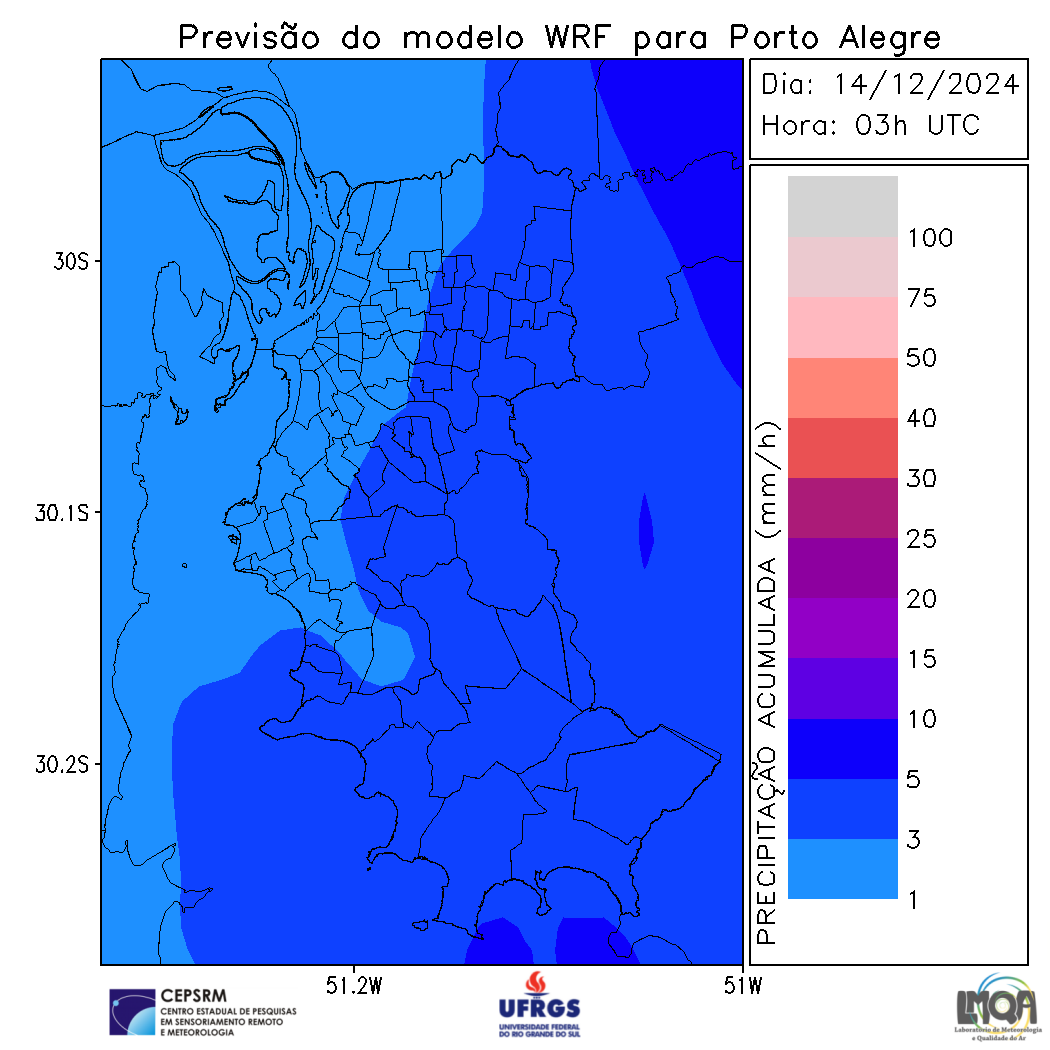 Previsão do modelo WRF para Porto Alegre
Dia: 14/12/2024
Hora: 03h UTC
30S
30.1S
30.2S
51.2W
51W
PRECIPITAÇÃO ACUMULADA (mm/h)
100
75
50
40
30
25
20
15
10
5
3
1
CEPSRM
CENTRO ESTADUAL DE PESQUISAS
EM SENSORIAMENTO REMOTO
E METEOROLOGIA
UFRGS
UNIVERSIDADE FEDERAL
DO RIO GRANDE DO SUL
LMQA
Laboratório de Meteorologia
e Qualidade do Ar